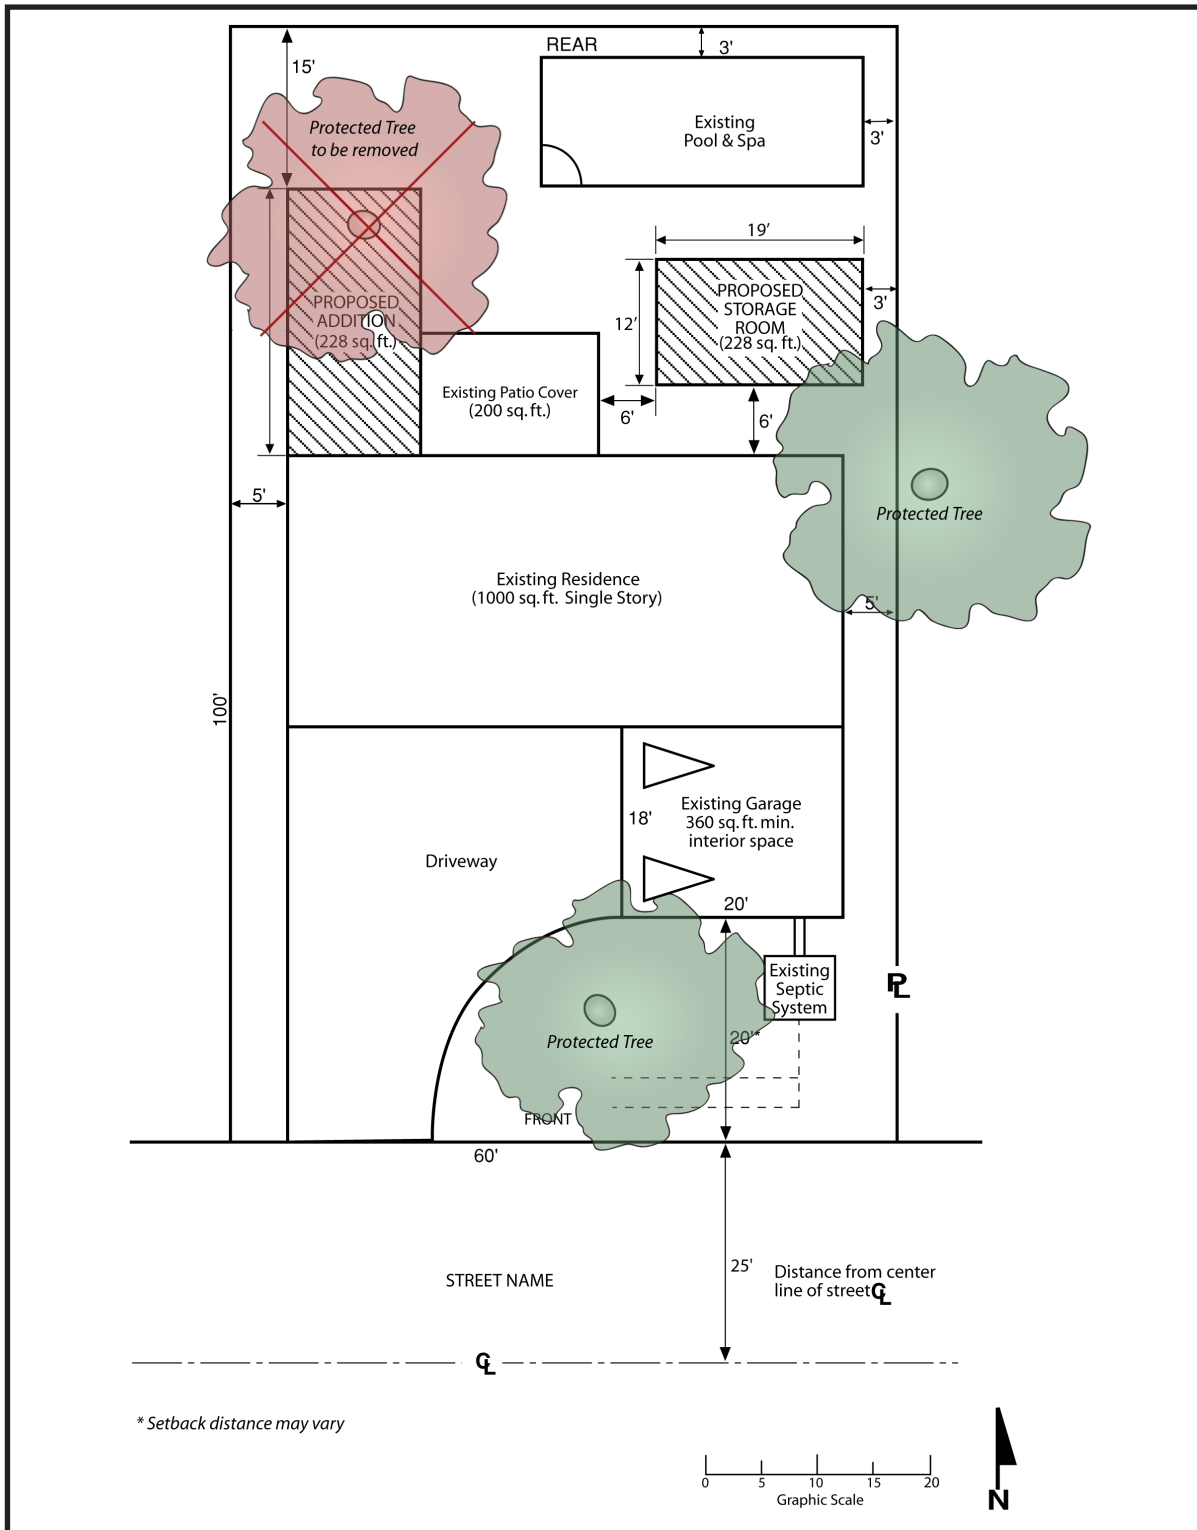 REAR
3'
15'
Protected Tree
to be removed
Existing
Pool & Spa
3'
19'
PROPOSED
STORAGE
ROOM
(228 sq. ft.)
12'
3'
PROPOSED
ADDITION
(228 sq. ft.)
Existing Patio Cover
(200 sq. ft.)
6'
6'
5'
Protected Tree
Existing Residence
(1000 sq. ft. Single Story)
5'
100'
Existing Garage
360 sq. ft. min.
interior space
18'
Driveway
20'
Existing
Septic
System
PL
Protected Tree
20'*
FRONT
60'
STREET NAME
25'
Distance from center
line of street CL
CL
* Setback distance may vary
0 5 10 15 20
Graphic Scale
N